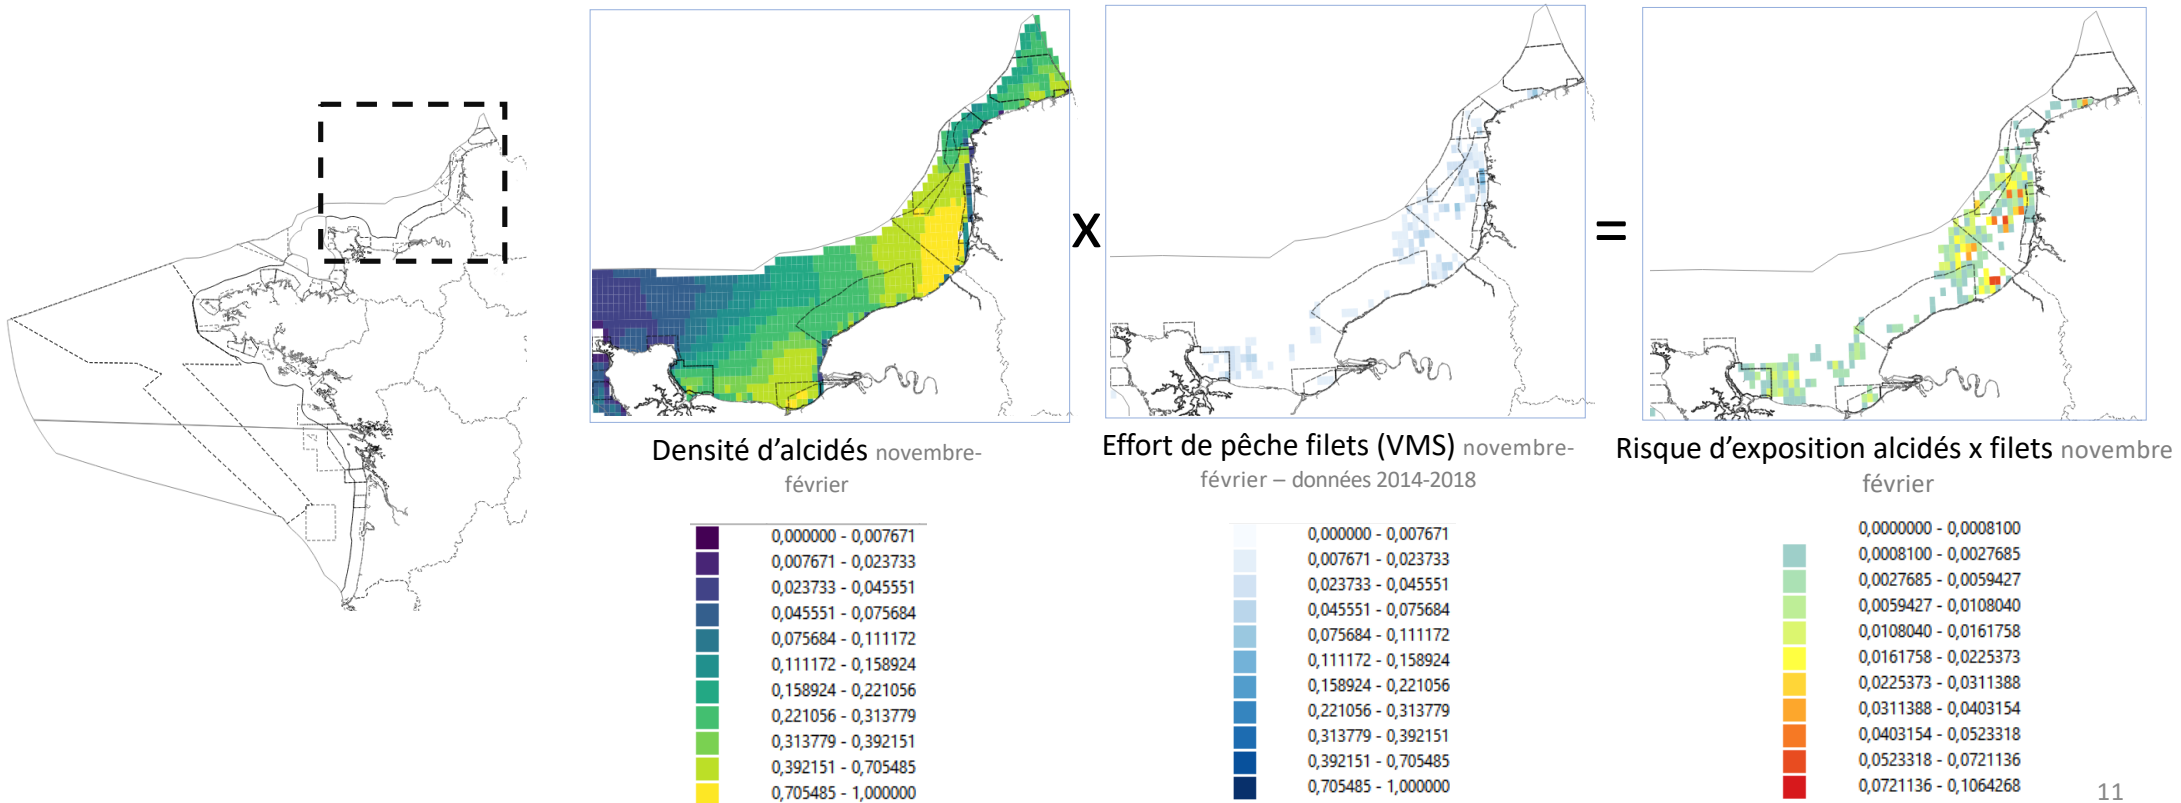 X
=
Densité d'alcidés novembre-
février
0,000000 - 0,007671
0,007671 - 0,023733
0,023733 - 0,045551
0,045551 - 0,075684
0,075684 - 0,111172
0,111172 - 0,158924
0,158924 - 0,221056
0,221056 - 0,313779
0,313779 - 0,392151
0,392151 - 0,705485
0,705485 - 1,000000
Effort de pêche filets (VMS) novembre-
février – données 2014-2018
0,000000 - 0,007671
0,007671 - 0,023733
0,023733 - 0,045551
0,045551 - 0,075684
0,075684 - 0,111172
0,111172 - 0,158924
0,158924 - 0,221056
0,221056 - 0,313779
0,313779 - 0,392151
0,392151 - 0,705485
0,705485 - 1,000000
Risque d'exposition alcidés x filets novembre
février
0,0000000 - 0,0008100
0,0008100 - 0,0027685
0,0027685 - 0,0059427
0,0059427 - 0,0108040
0,0108040 - 0,0161758
0,0161758 - 0,0225373
0,0225373 - 0,0311388
0,0311388 - 0,0403154
0,0403154 - 0,0523318
0,0523318 - 0,0721136
0,0721136 - 0,1064268
11